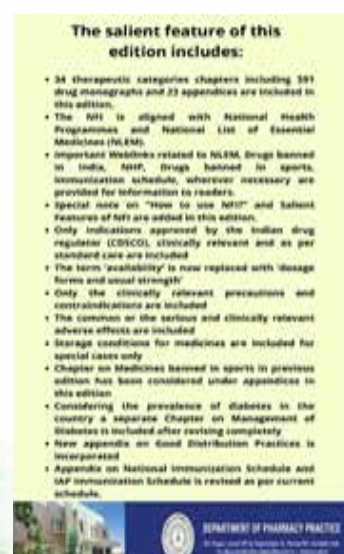 The salient feature of this
edition includes:
• 34 therapeutic categories chapters including 591
drug monographs and 23 appendices are included in
this edition.
• The NFI is aligned with National Health
Programmes and National List of Essential
Medicines (NLEM).
• Important Weblinks related to NLEM, Drugs banned
in India, NHP, Drugs banned in sports,
immunization schedule, wherever necessary are
provided for information to readers.
• Special note on "How to use NFI?" and Salient
Features of NFI are added in this edition.
• Only indications approved by the Indian drug
regulator (CDSCO), clinically relevant and as per
standard care are included
• The term 'availability' is now replaced with 'dosage
forms and usual strength'
• Only the clinically relevant precautions and
contraindications are included
• The common or the serious and clinically relevant
adverse effects are included
• Storage conditions for medicines are included for
special cases only
• Chapter on Medicines banned in sports in previous
edition has been considered under appendices in
this edition
• Considering the prevalence of diabetes in the
country a separate Chapter on Management of
Diabetes is included after revising completely
• New appendix on Good Distribution Practices is
incorporated
• Appendix on National Immunization Schedule and
IAP Immunization Schedule is revised as per current
schedule.
DEPARTMENT OF PHARMACY PRACTICE